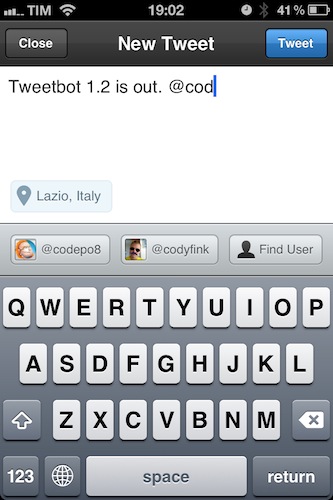 TIM 19:02 41%
Close New Tweet Tweet
Tweetbot 1.2 is out. @cod
Lazio, Italy
@codepo8 @codyfink Find User
Q W E R T Y U I O P
A S D F G H J K L
Z X C V B N M
123 space return